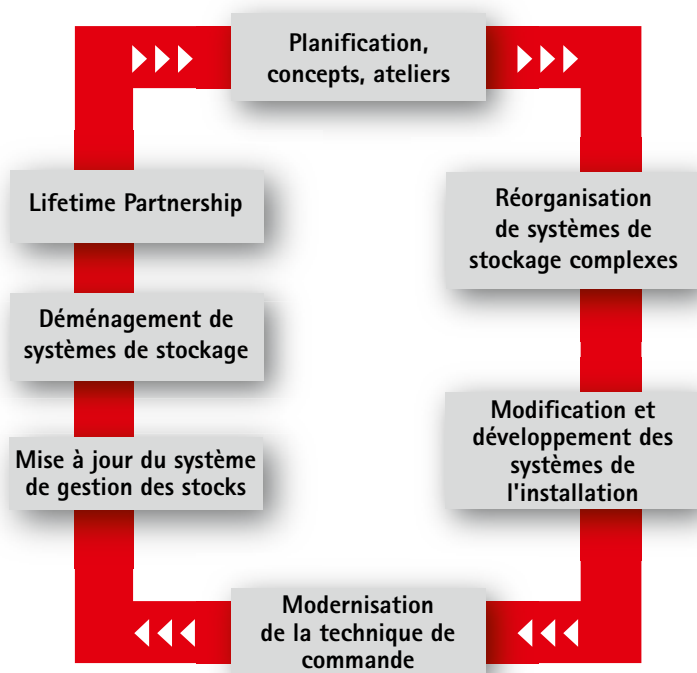 Planification,
concepts, ateliers
Réorganisation
de systèmes de
stockage complexes
Modification et
développement des
systèmes de
l'installation
Modernisation
de la technique de
commande
Mise à jour du système
de gestion des stocks
Déménagement de
systèmes de stockage
Lifetime Partnership